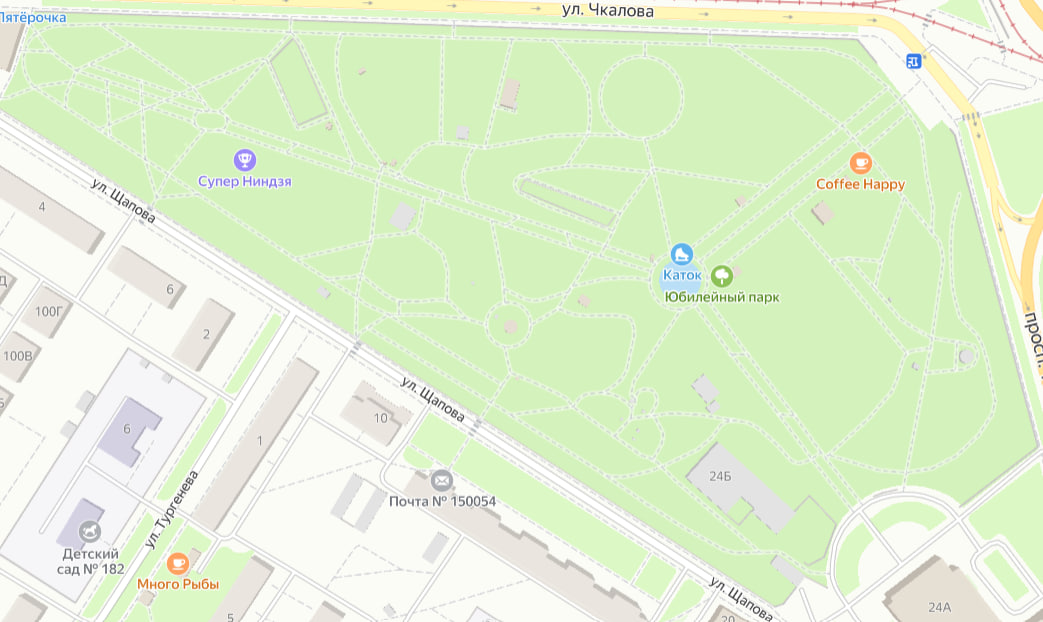 ул. Чкалова
Пятёрочка
Супер Ниндзя
Coffee Happy
ул. Щапова
4
Каток
Юбилейный парк
6
Д
100Г
2
просп.
100В
Б
ул. Щапова
10
6
1
24Б
Почта № 150054
ул. Тургенева
Детский
сад № 182
Много Рыбы
ул. Щапова
24А
5
20